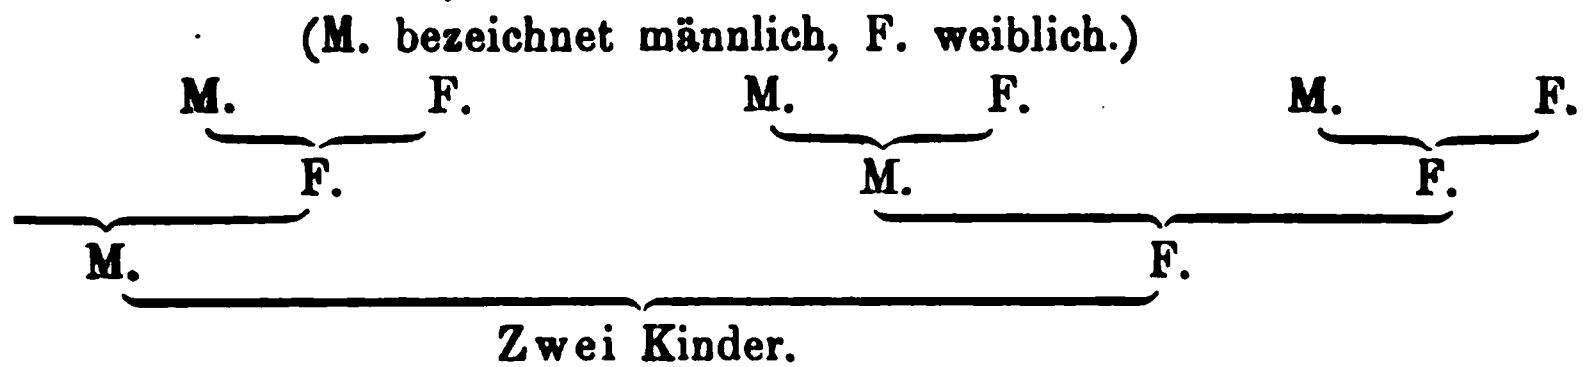 (M. bezeichnet männlich, F. weiblich.)
M. F. M. F. M. F.
F. M. F.
M. F.
Zwei Kinder.